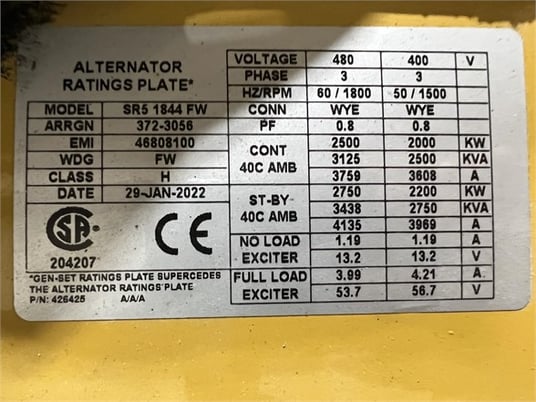 ALTERNATOR
RATINGS PLATE*
MODEL SR5 1844 FW
ARRGN 372-3056
EMI 46808100
WDG FW
CLASS H
DATE 29-JAN-2022
CSA
204207
CE
*GEN-SET RATINGS PLATE SUPERCEDES
THE ALTERNATOR RATINGS PLATE
P/N: 426425 A/A/A
VOLTAGE 480 400 V
PHASE 3 3
HZ/RPM 60 / 1800 50 / 1500
CONN WYE WYE
PF 0.8 0.8
CONT 40C AMB 2500 2000 KW
3125 2500 KVA
3759 3608 A
ST-BY 40C AMB 2750 2200 KW
3438 2750 KVA
4135 3969 A
NO LOAD 1.19 1.19 A
EXCITER 13.2 13.2 V
FULL LOAD 3.99 4.21 A
EXCITER 53.7 56.7 V